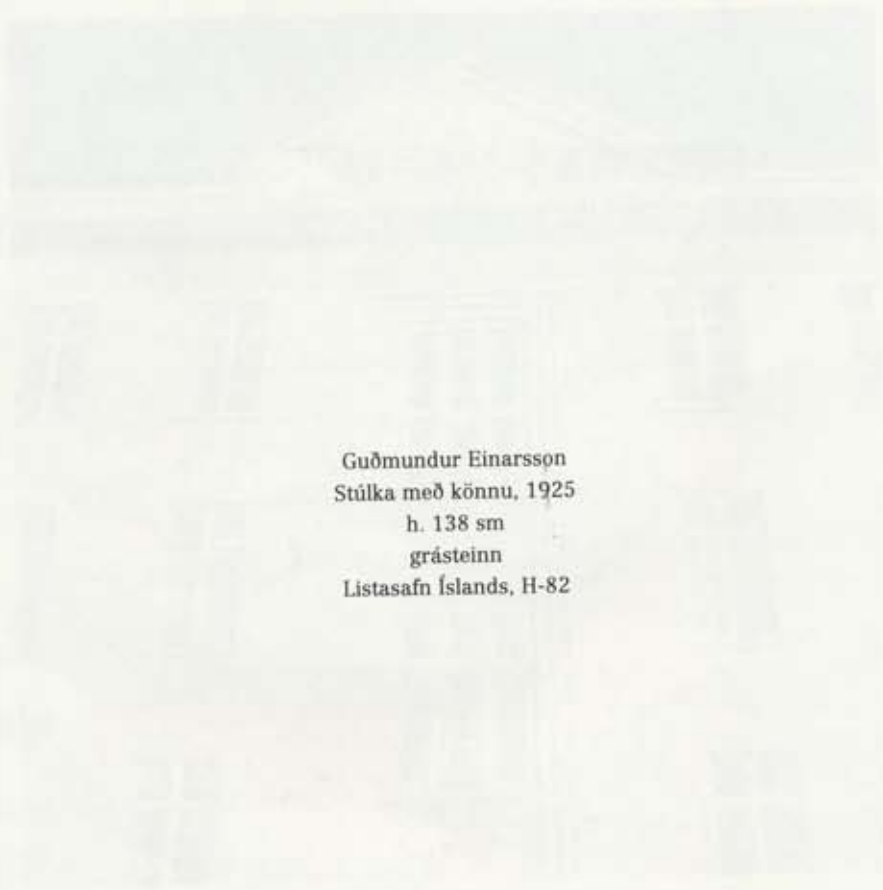 Guðmundur Einarsson
Stúlka með könnu, 1925
h. 138 sm
grásteinn
Listasafn Íslands, H-82